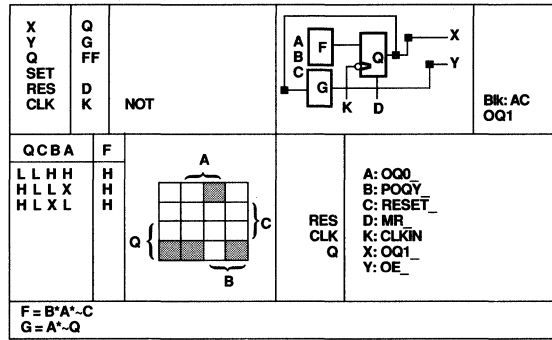 X Q
Y G
Q FF
SET
RES D
CLK K NOT
A
B
C
F
G
Q
K D
X
Y
Blk: AC
OQ1
Q C B A F
L L H H H
H L L X H
H L X L H
A
Q
C
B
RES
CLK
Q
A: OQ0_
B: POQY_
C: RESET_
D: MR_
K: CLKIN
X: OQ1_
Y: OE_
F = B*A*~C
G = A*~Q